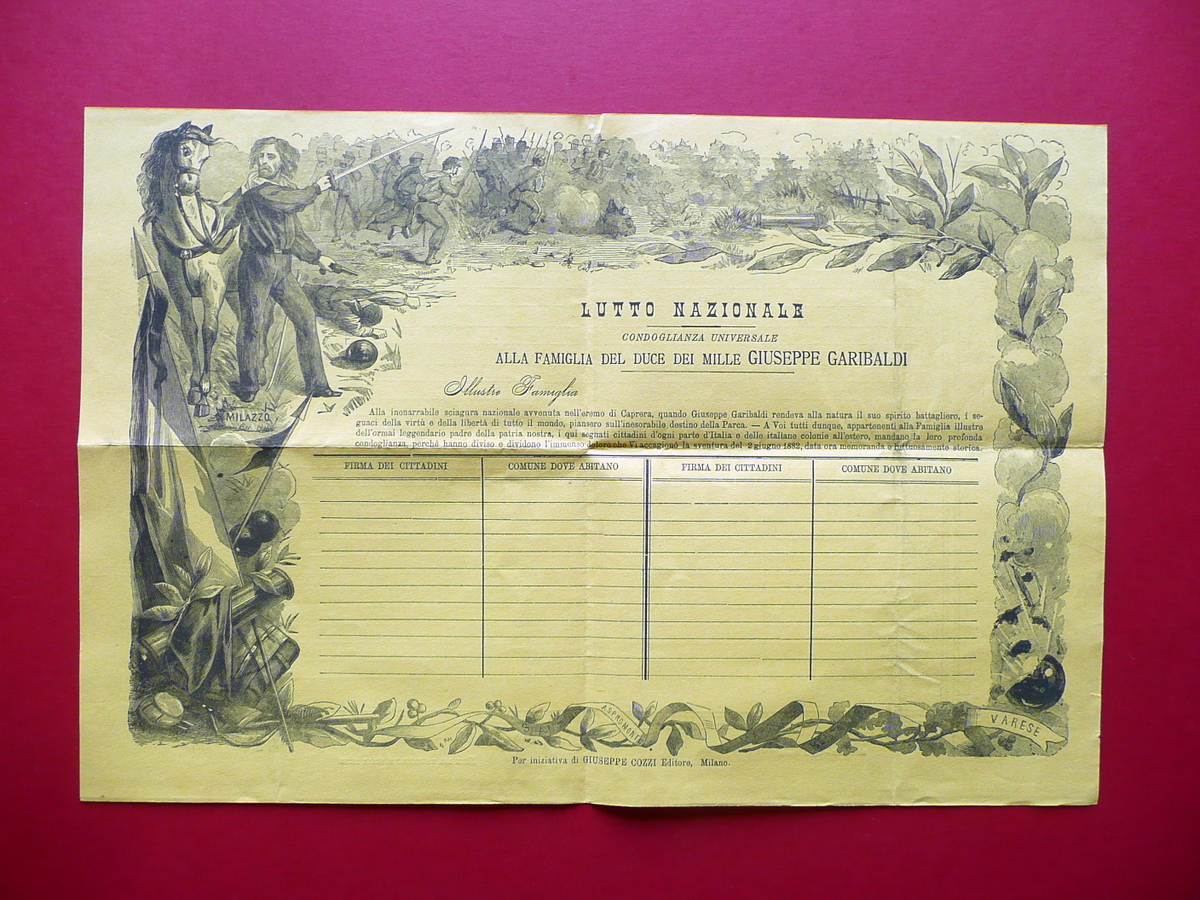 LUTTO NAZIONALE
CONDOGLIANZA UNIVERSALE
ALLA FAMIGLIA DEL DUCE DEI MILLE GIUSEPPE GARIBALDI
Illustre Famiglia
Alla inonarrabile sciagura nazionale avvenuta nell'eremo di Caprera, quando Giuseppe Garibaldi rendeva alla natura il suo spirito battagliero, i se-
guaci della virtù e della libertà di tutto il mondo, piansero sull'inesorabile destino della Parca. — A Voi tutti dunque, appartenenti alla Famiglia illustre
dell'ormai leggendario padre della patria nostra, i qui segnati cittadini d'ogni parte d'Italia e delle italiane colonie all'estero, mandano la loro profonda
condoglianza, perchè hanno diviso e dividono l'immenso dolore che Vi accagionò la sventura del 2 giugno 1882, data ora memoranda e luttuosamente storica.
MILAZZO
FIRMA DEI CITTADINI COMUNE DOVE ABITANO FIRMA DEI CITTADINI COMUNE DOVE ABITANO
ASPROMONTE
VARESE
Per iniziativa di GIUSEPPE COZZI Editore, Milano.